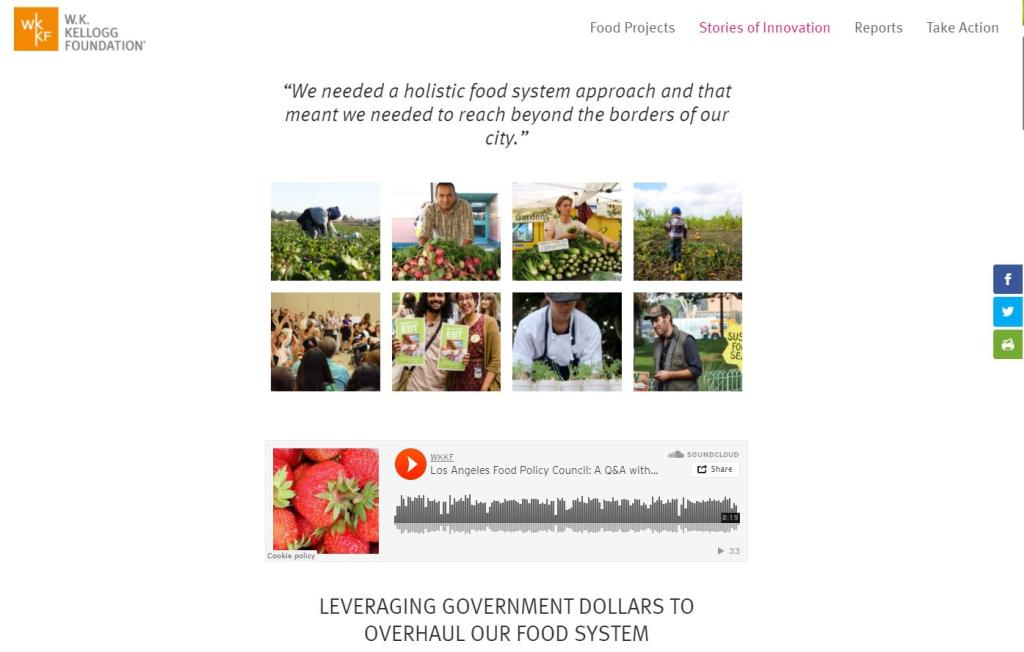 W.K.
KELLOGG
FOUNDATION®
WK
KF
Food Projects
Stories of Innovation
Reports
Take Action
“We needed a holistic food system approach and that
meant we needed to reach beyond the borders of our
city.”
Gardens
EBT
EBT
SUS
FO
SE
WKKF
Los Angeles Food Policy Council: A Q&A with...
SOUNDCLOUD
Share
8:19
33
Cookie policy
LEVERAGING GOVERNMENT DOLLARS TO
OVERHAUL OUR FOOD SYSTEM